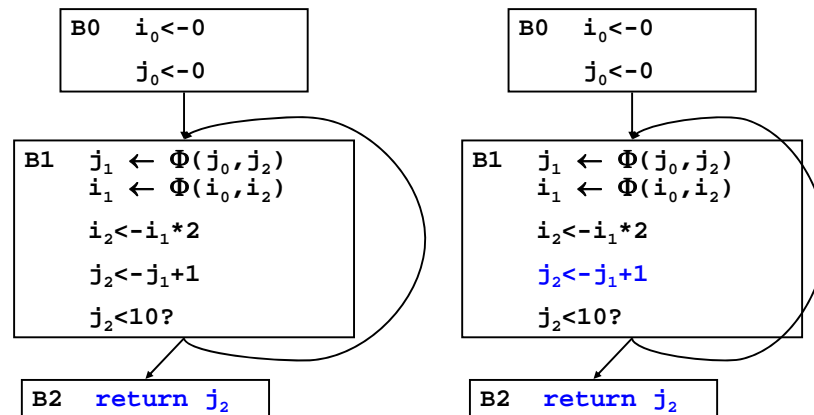 B0 i₀<-0
j₀<-0
B1 j₁ ← Φ(j₀,j₂)
i₁ ← Φ(i₀,i₂)
i₂<-i₁*2
j₂<-j₁+1
j₂<10?
B2 return j₂
B0 i₀<-0
j₀<-0
B1 j₁ ← Φ(j₀,j₂)
i₁ ← Φ(i₀,i₂)
i₂<-i₁*2
j₂<-j₁+1
j₂<10?
B2 return j₂